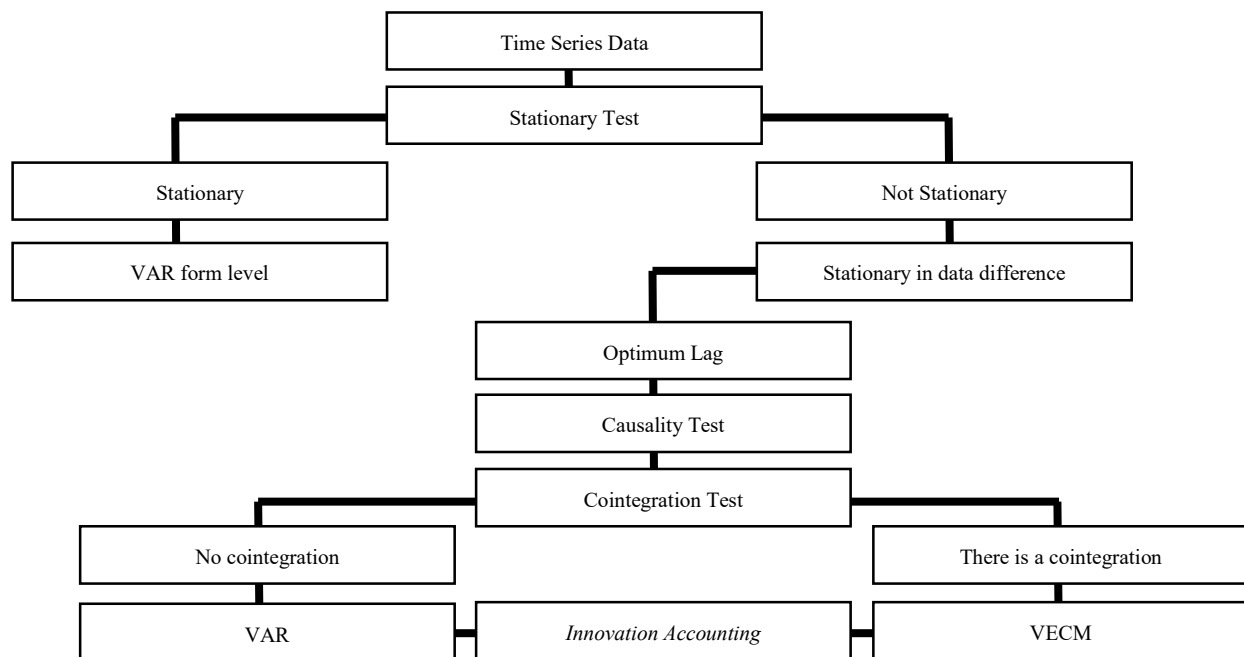 Time Series Data
Stationary Test
Stationary
Not Stationary
VAR form level
Stationary in data difference
Optimum Lag
Causality Test
Cointegration Test
No cointegration
There is a cointegration
VAR
Innovation Accounting
VECM